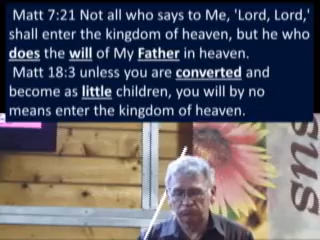 Matt 7:21 Not all who says to Me, 'Lord, Lord,'
shall enter the kingdom of heaven, but he who
does the will of My Father in heaven.
Matt 18:3 unless you are converted and
become as little children, you will by no
means enter the kingdom of heaven.
sus